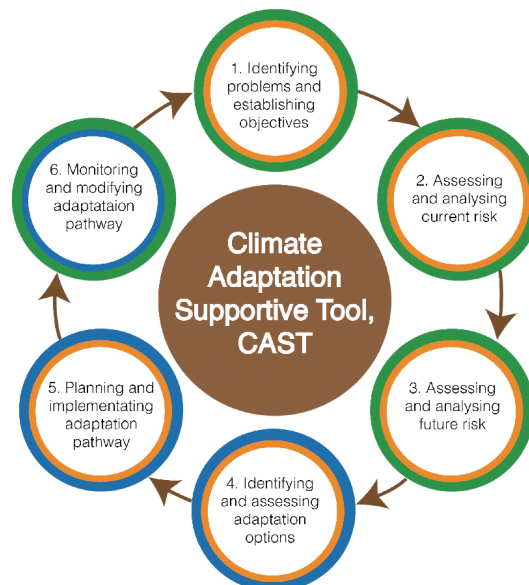 1. Identifying
problems and
establishing
objectives
2. Assessing
and analysing
current risk
3. Assessing
and analysing
future risk
4. Identifying
and assessing
adaptation
options
5. Planning and
implementating
adaptation
pathway
6. Monitoring
and modifying
adaptataion
pathway
Climate
Adaptation
Supportive Tool,
CAST